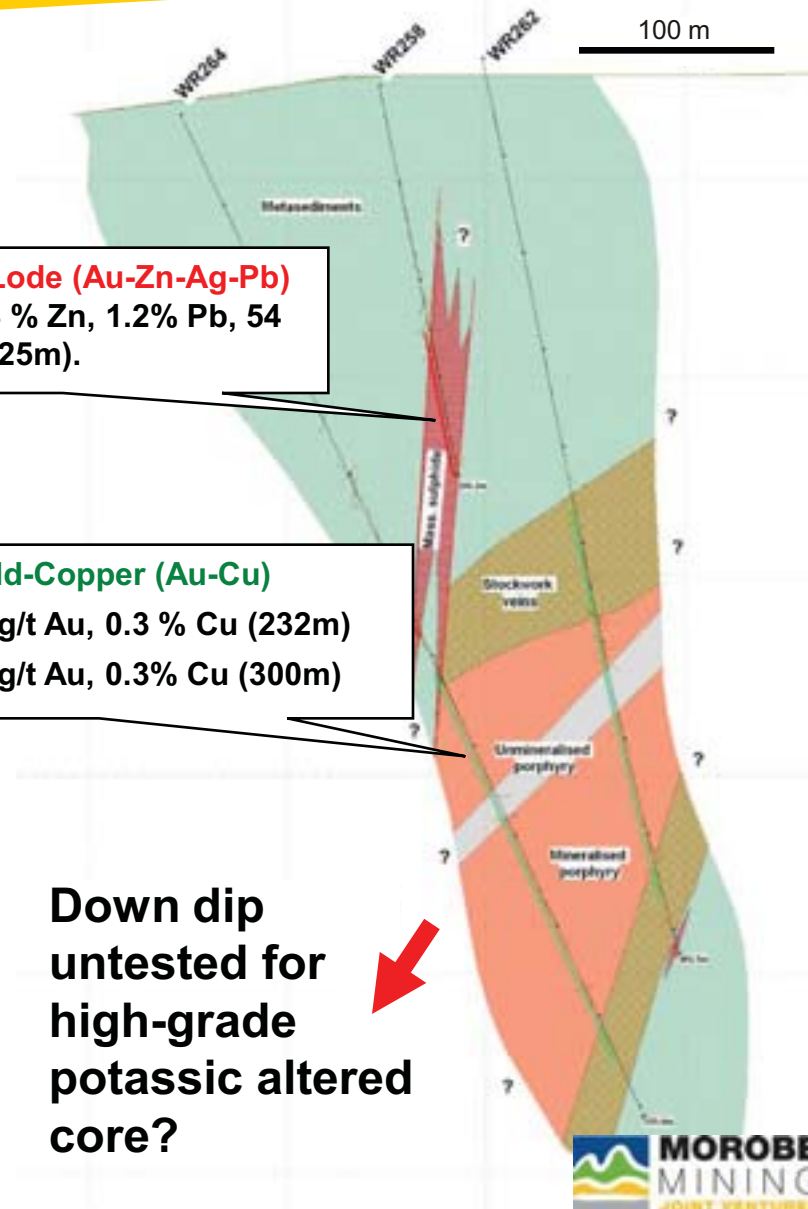 WR264
WR258
WR262
100 m
Metasediments
?
Lode (Au-Zn-Ag-Pb)
% Zn, 1.2% Pb, 54
25m).
?
Mass. sulphide
?
Stockwork
veins
ld-Copper (Au-Cu)
g/t Au, 0.3 % Cu (232m)
g/t Au, 0.3% Cu (300m)
?
Unmineralised
porphyry
?
?
Mineralised
porphyry
Down dip
untested for
high-grade
potassic altered
core?
?
MOROBE
MINING
JOINT VENTURE